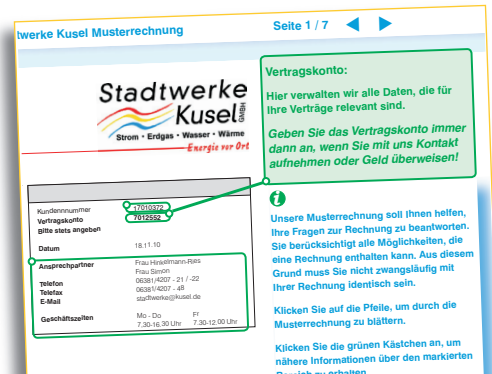 twerke Kusel Musterrechnung
Seite 1 / 7
Stadtwerke
Kusel GMBH
Strom · Erdgas · Wasser · Wärme
Energie vor Ort
Vertragskonto:
Hier verwalten wir alle Daten, die für
Ihre Verträge relevant sind.
Geben Sie das Vertragskonto immer
dann an, wenn Sie mit uns Kontakt
aufnehmen oder Geld überweisen!
Kundennnummer 17010372
Vertragskonto 7012552
Bitte stets angeben
Datum 18.11.10
Ansprechpartner Frau Hinkelmann-Ries
Frau Simon
Telefon 06381/4207 - 21 / -22
Telefax 06381/4207 - 48
E-Mail stadtwerke@kusel.de
Geschäftszeiten Mo - Do Fr
7.30-16.30 Uhr 7.30-12.00 Uhr
i
Unsere Musterrechnung soll Ihnen helfen,
Ihre Fragen zur Rechnung zu beantworten.
Sie berücksichtigt alle Möglichkeiten, die
eine Rechnung enthalten kann. Aus diesem
Grund muss Sie nicht zwangsläufig mit
Ihrer Rechnung identisch sein.
Klicken Sie auf die Pfeile, um durch die
Musterrechnung zu blättern.
Klicken Sie die grünen Kästchen an, um
nähere Informationen über den markierten
Bereich zu erhalten